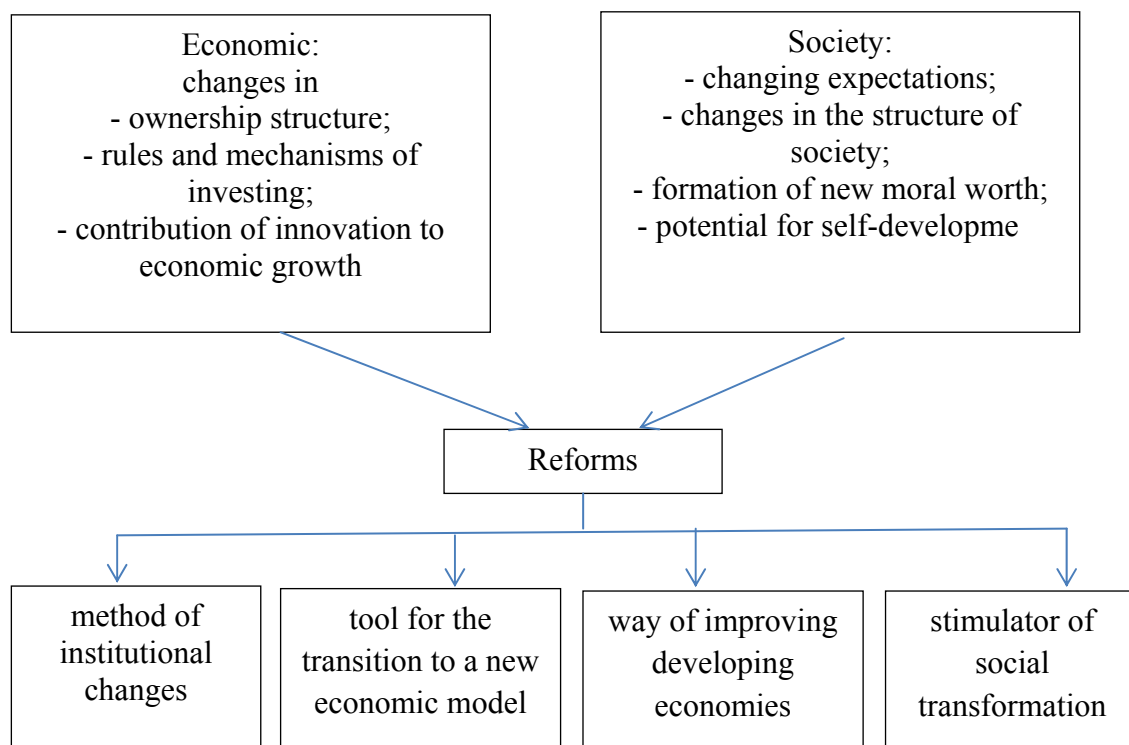 Economic:
changes in
- ownership structure;
- rules and mechanisms of
investing;
- contribution of innovation to
economic growth
Society:
- changing expectations;
- changes in the structure of
society;
- formation of new moral worth;
- potential for self-developme
Reforms
method of
institutional
changes
tool for the
transition to a new
economic model
way of improving
developing
economies
stimulator of
social
transformation